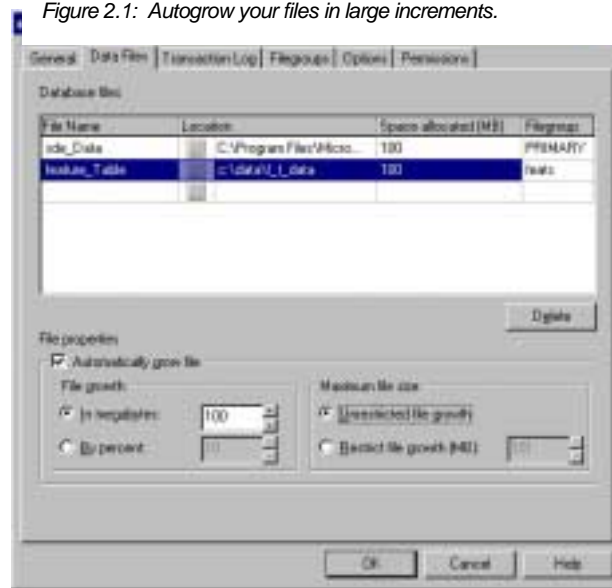 Figure 2.1: Autogrow your files in large increments.
General Data Files Transaction Log Filegroups Options Permissions
Database files
File Name Location Space allocated (MB) Filegroup
sde_Data C:\Program Files\Micro... 100 PRIMARY
feature_Table c:\data\f_t_data 100 feats
Delete
File properties
Automatically grow file
File growth Maximum file size
In megabytes: 100 Unrestricted file growth
By percent: 10 Restrict file growth (MB):
OK Cancel Help